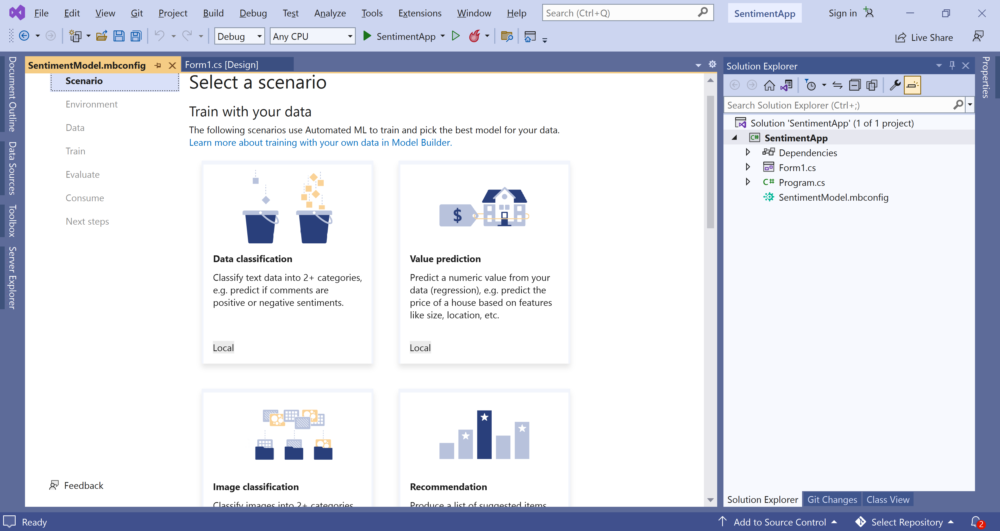 File Edit View Git Project Build Debug Test Analyze Tools Extensions Window Help Search (Ctrl+Q) SentimentApp Sign in
Debug Any CPU SentimentApp Live Share
Document Outline
Data Sources
Toolbox
Server Explorer
SentimentModel.mbconfig Form1.cs [Design]
Scenario
Environment
Data
Train
Evaluate
Consume
Next steps
Feedback
Select a scenario
Train with your data
The following scenarios use Automated ML to train and pick the best model for your data.
Learn more about training with your own data in Model Builder.
Data classification
Classify text data into 2+ categories,
e.g. predict if comments are
positive or negative sentiments.
Local
$
Value prediction
Predict a numeric value from your
data (regression), e.g. predict the
price of a house based on features
like size, location, etc.
Local
Image classification
Classify images into 2+ categories
Recommendation
Produce a list of suggested items
Solution Explorer
Search Solution Explorer (Ctrl+;)
Solution 'SentimentApp' (1 of 1 project)
C# SentimentApp
Dependencies
Form1.cs
C# Program.cs
SentimentModel.mbconfig
Solution Explorer Git Changes Class View
Properties
Ready Add to Source Control Select Repository 2